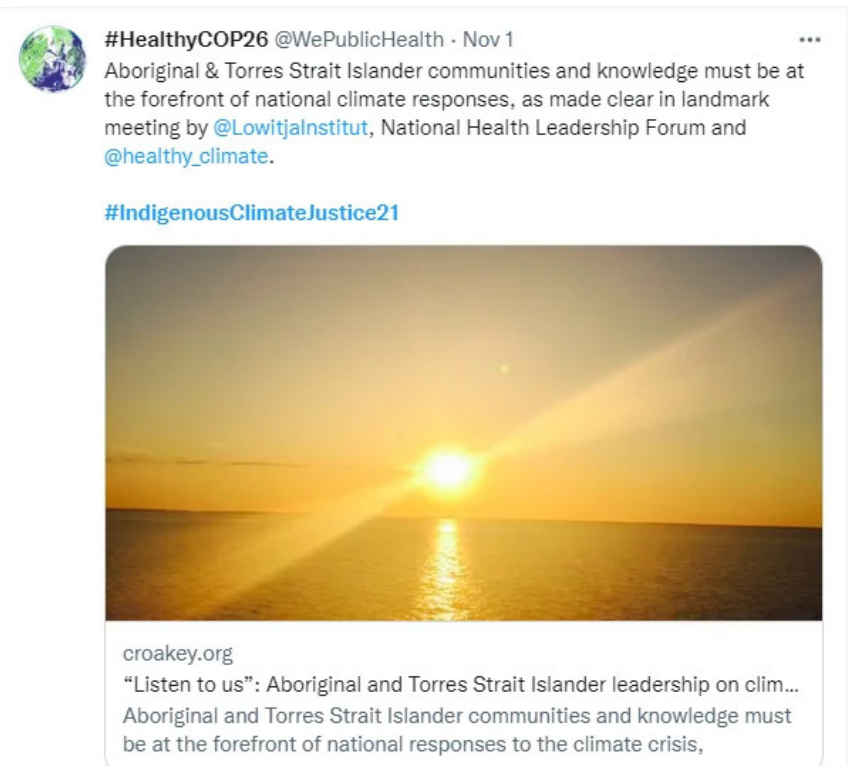 #HealthyCOP26 @WePublicHealth · Nov 1
Aboriginal & Torres Strait Islander communities and knowledge must be at
the forefront of national climate responses, as made clear in landmark
meeting by @LowitjaInstitut, National Health Leadership Forum and
@healthy_climate.
#IndigenousClimateJustice21
croakey.org
“Listen to us”: Aboriginal and Torres Strait Islander leadership on clim...
Aboriginal and Torres Strait Islander communities and knowledge must
be at the forefront of national responses to the climate crisis,